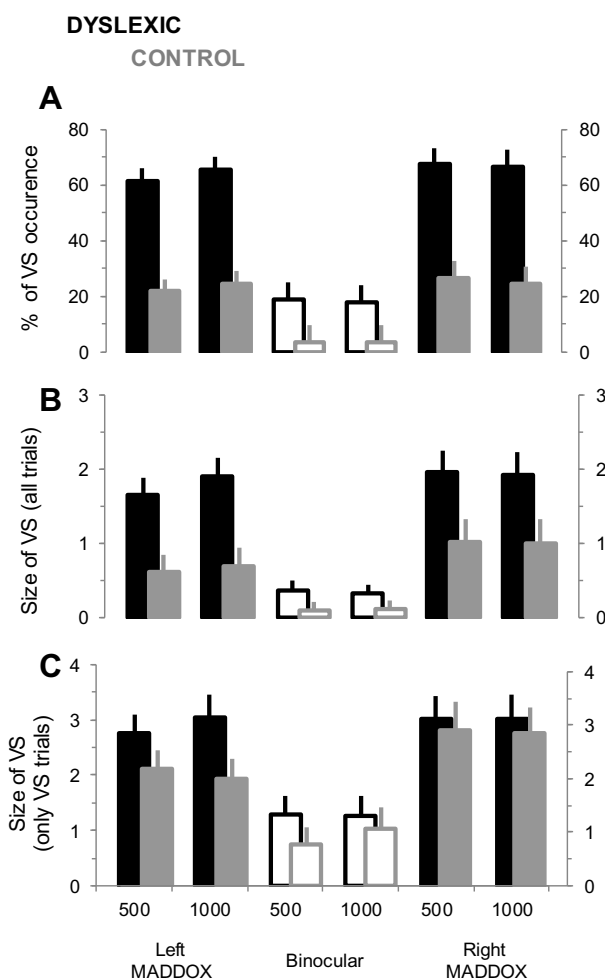 DYSLEXIC
CONTROL
A
% of VS occurence
80 60 40 20 0
80 60 40 20 0
B
Size of VS (all trials)
3 2 1 0
3 2 1 0
C
Size of VS
(only VS trials)
4 3 2 1 0
4 3 2 1 0
500 1000 500 1000 500 1000
Left Binocular Right
MADDOX MADDOX